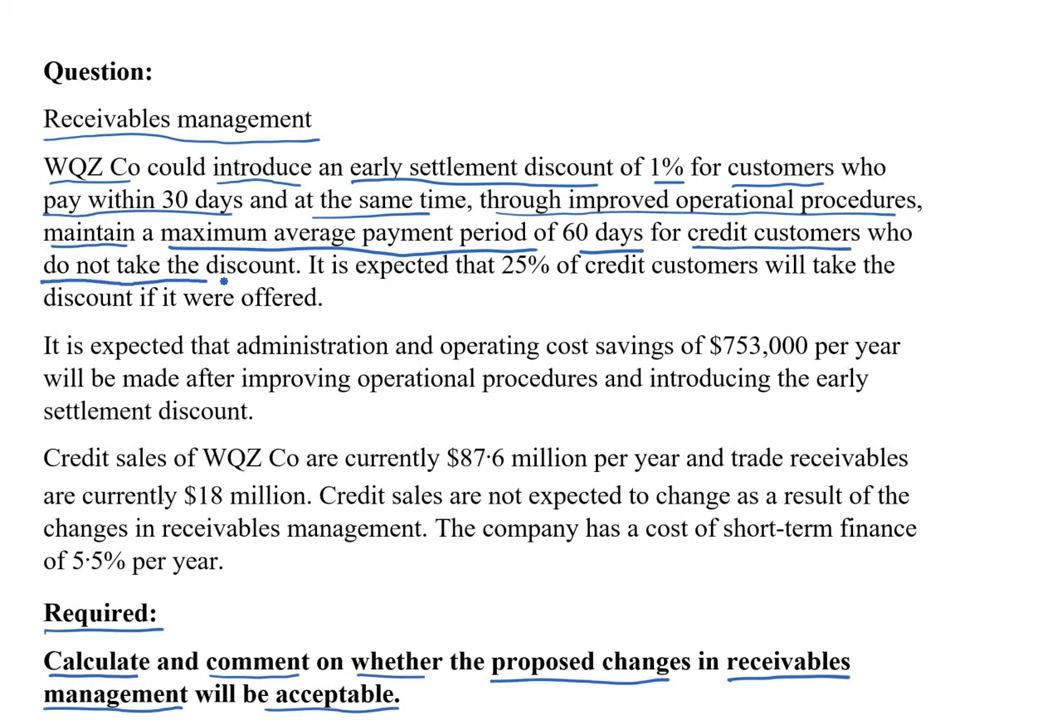 Question:
Receivables management
WQZ Co could introduce an early settlement discount of 1% for customers who
pay within 30 days and at the same time, through improved operational procedures,
maintain a maximum average payment period of 60 days for credit customers who
do not take the discount. It is expected that 25% of credit customers will take the
discount if it were offered.
It is expected that administration and operating cost savings of $753,000 per year
will be made after improving operational procedures and introducing the early
settlement discount.
Credit sales of WQZ Co are currently $87·6 million per year and trade receivables
are currently $18 million. Credit sales are not expected to change as a result of the
changes in receivables management. The company has a cost of short-term finance
of 5·5% per year.
Required:
Calculate and comment on whether the proposed changes in receivables
management will be acceptable.